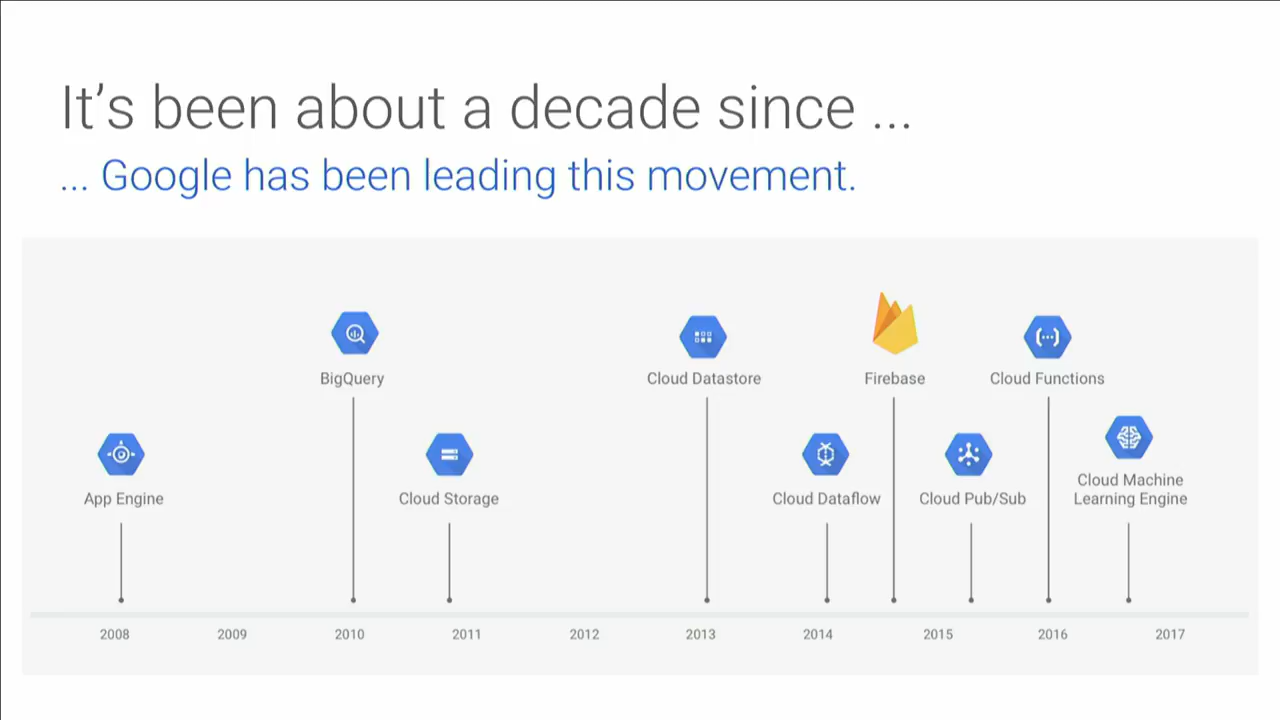 It’s been about a decade since ...
... Google has been leading this movement.
BigQuery
Cloud Datastore
Firebase
Cloud Functions
App Engine
Cloud Storage
Cloud Dataflow
Cloud Pub/Sub
Cloud Machine
Learning Engine
2008 2009 2010 2011 2012 2013 2014 2015 2016 2017